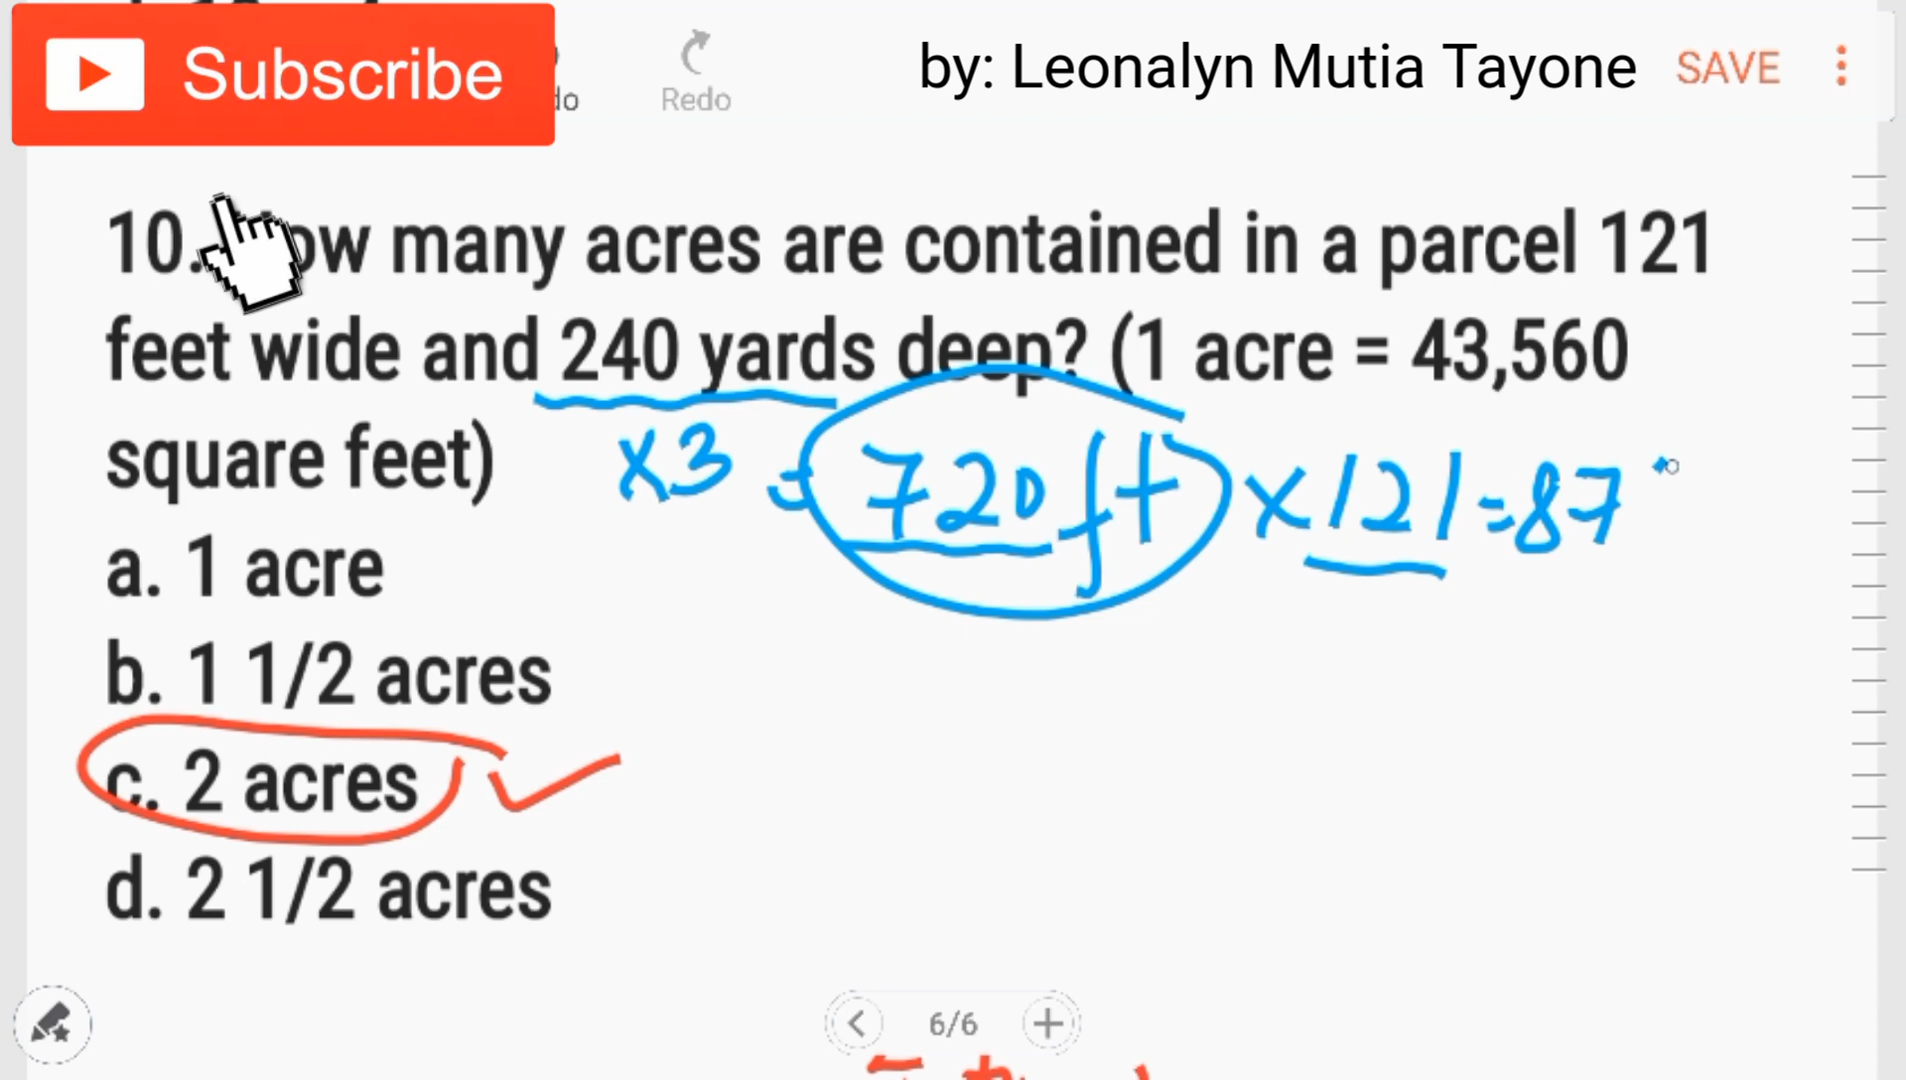 Subscribe
do
Redo
by: Leonalyn Mutia Tayone
SAVE
10. How many acres are contained in a parcel 121
feet wide and 240 yards deep? (1 acre = 43,560
square feet)
x3 = 720 ft x 121 = 87
a. 1 acre
b. 1 1/2 acres
c. 2 acres
d. 2 1/2 acres
6/6